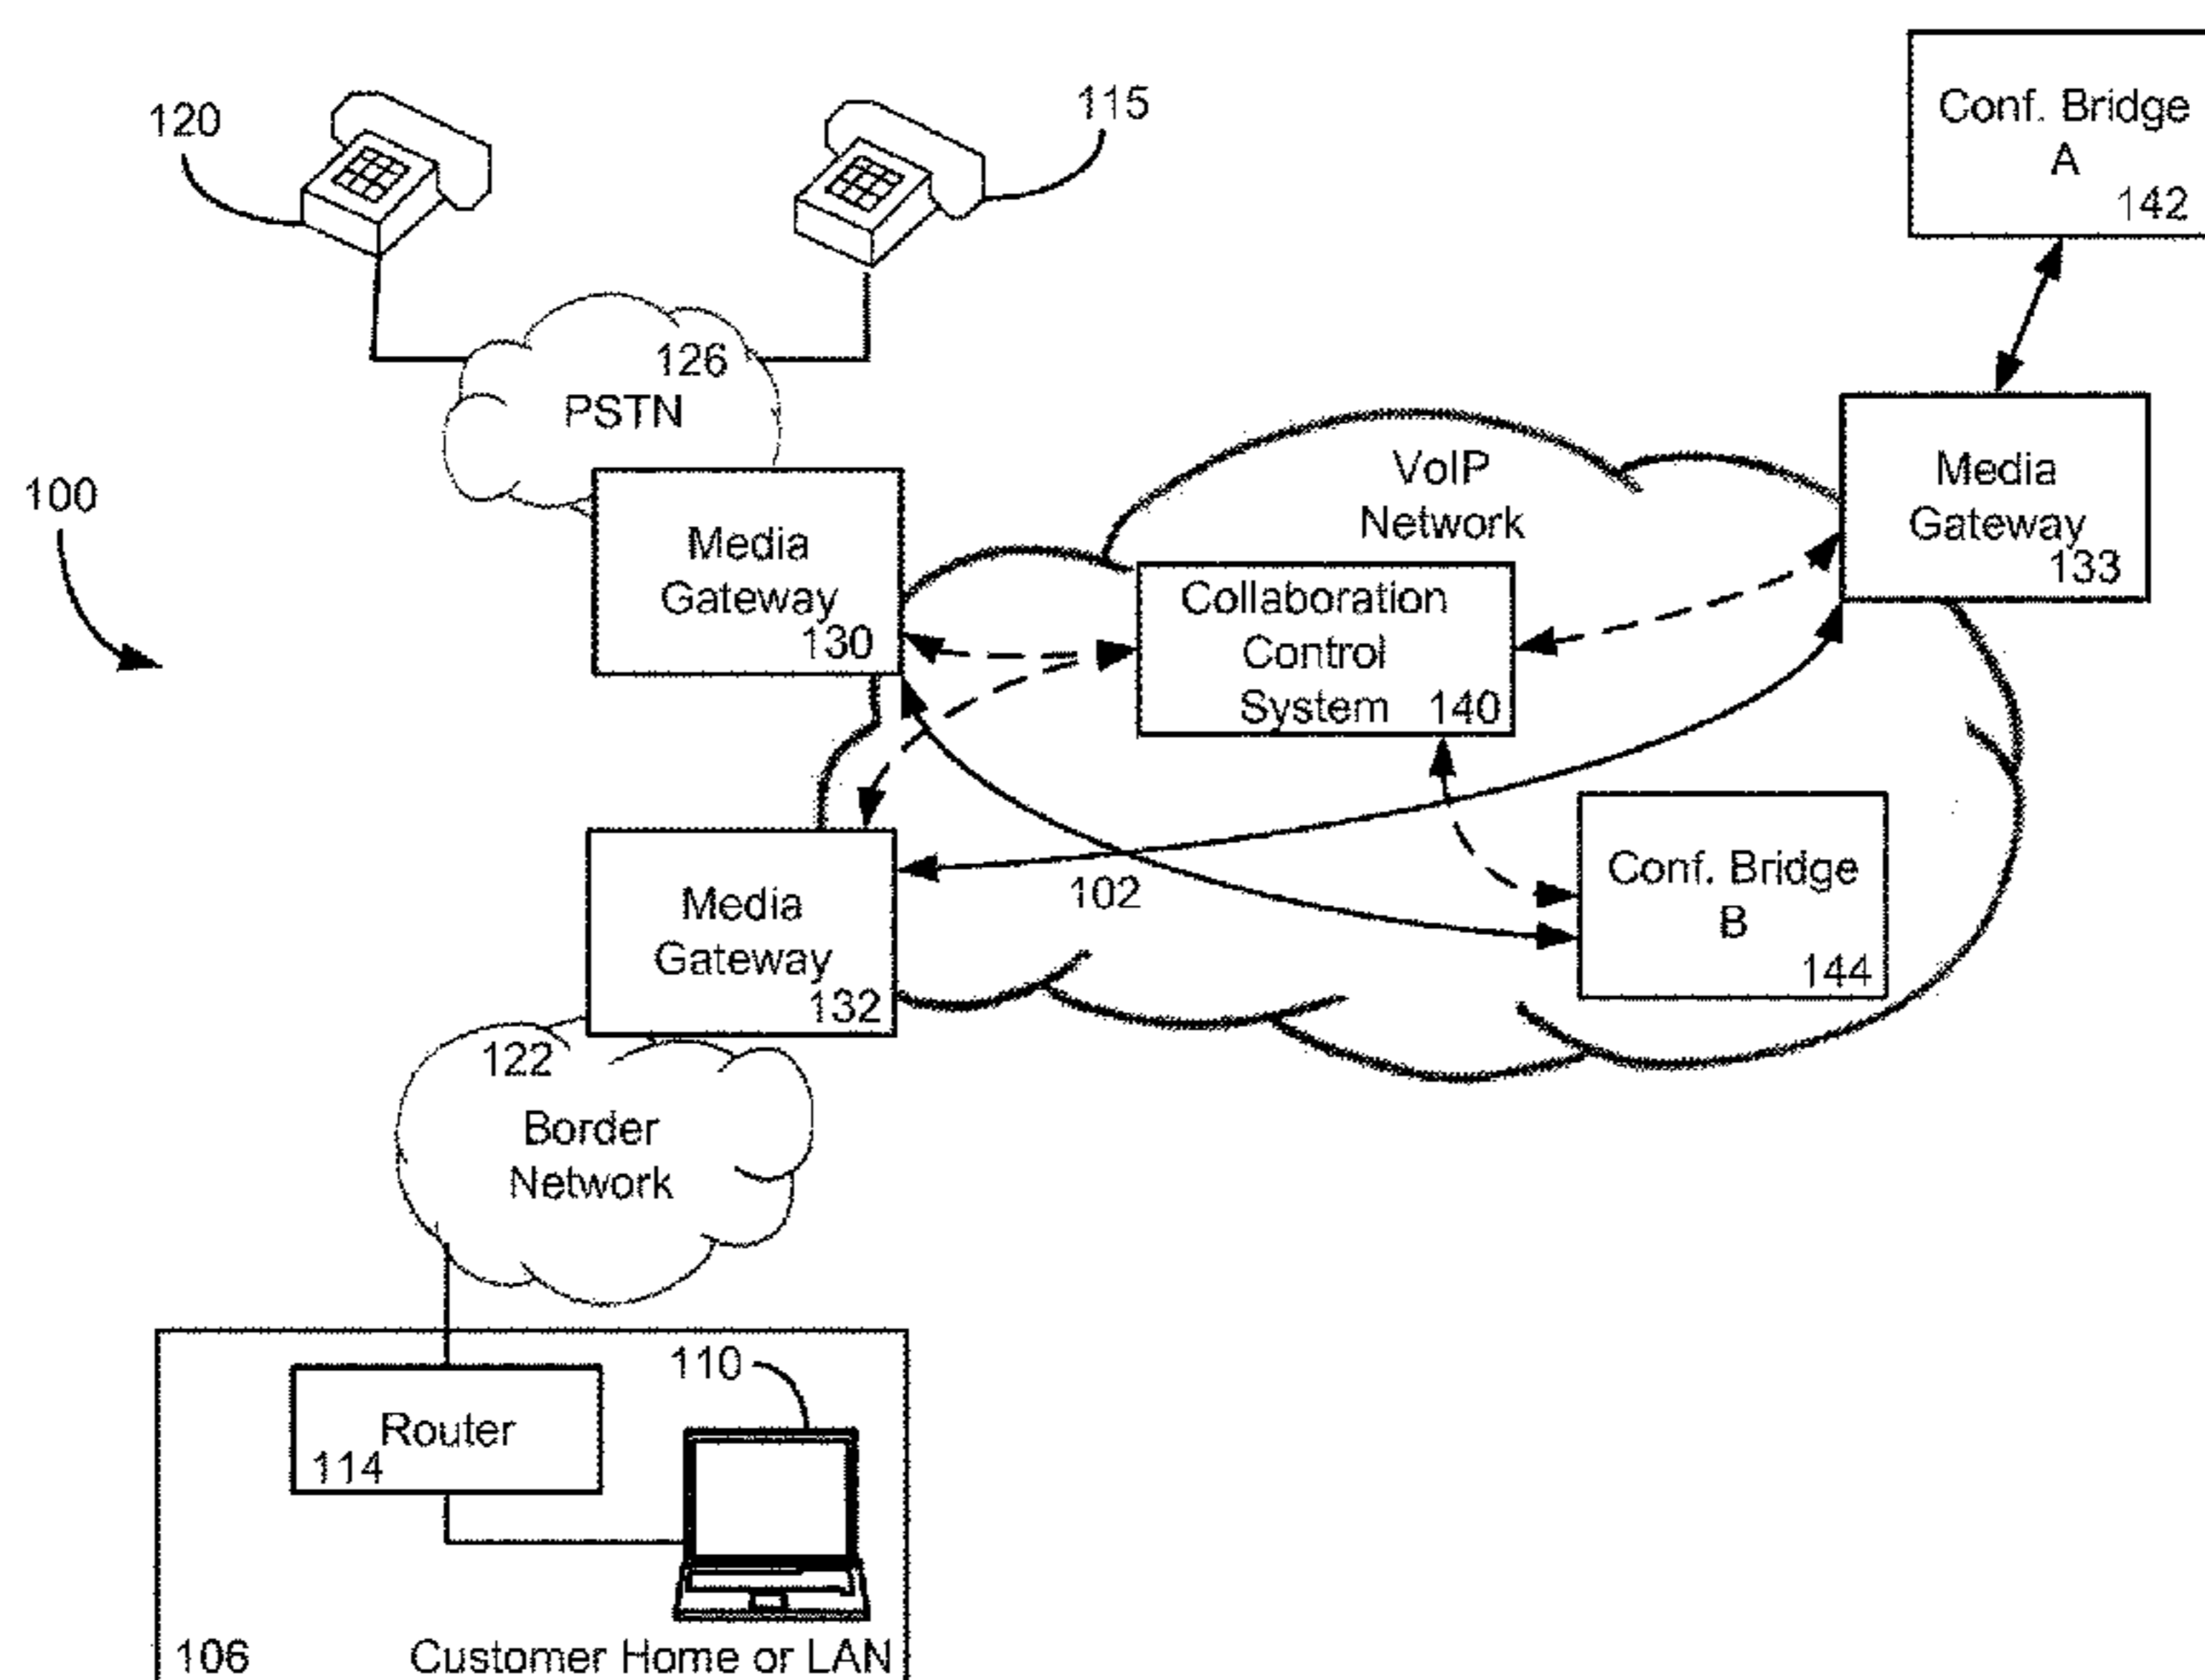 120
115
Conf. Bridge
A
142
126
PSTN
100
Media
Gateway
130
VoIP
Network
Media
Gateway
133
Collaboration
Control
System 140
Media
Gateway
132
102
Conf. Bridge
B
144
122
Border
Network
110
Router
114
106 Customer Home or LAN